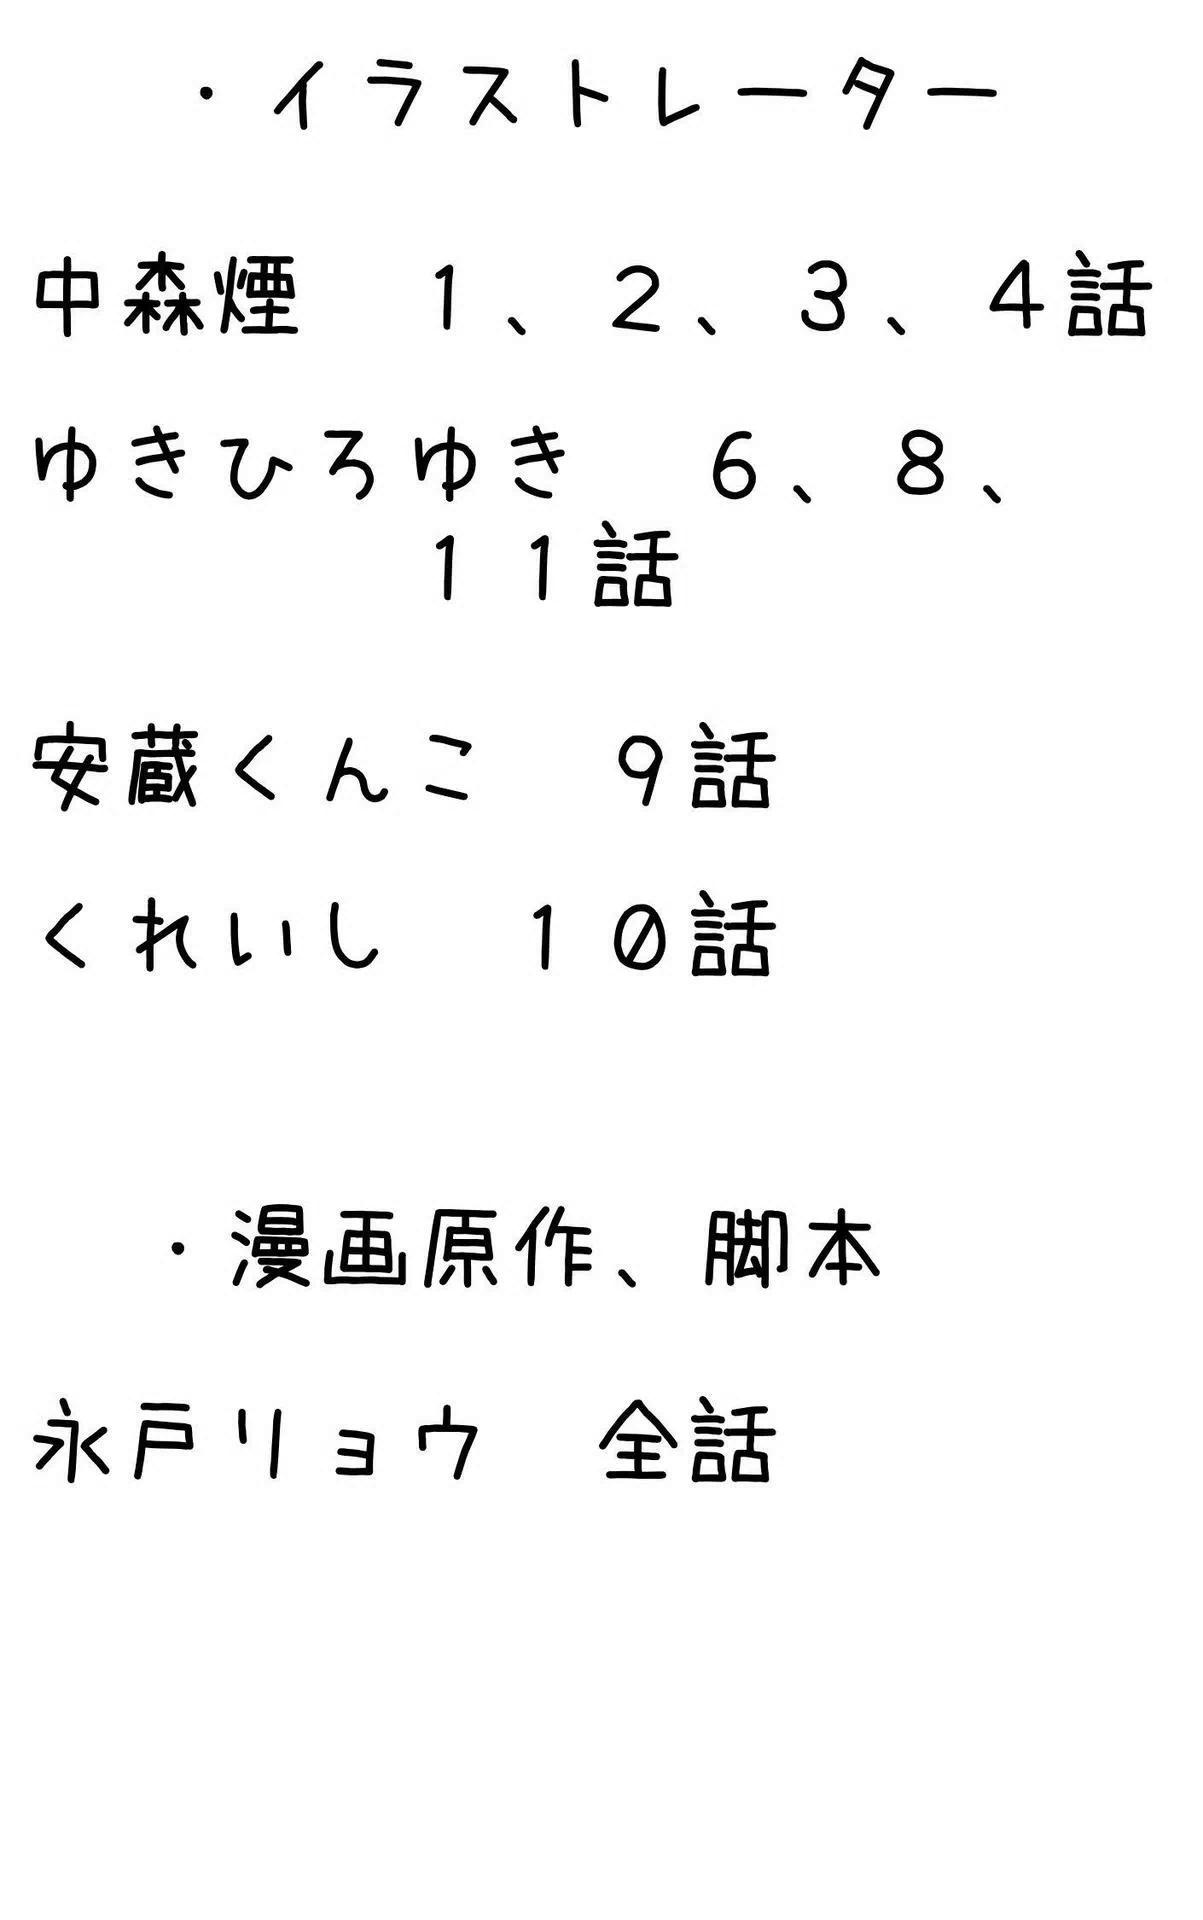 ・イラストレーター
中森煙　１、２、３、４話
ゆきひろゆき　６、８、
１１話
安蔵くんこ　９話
くれいし　１０話
・漫画原作、脚本
永戸リョウ　全話